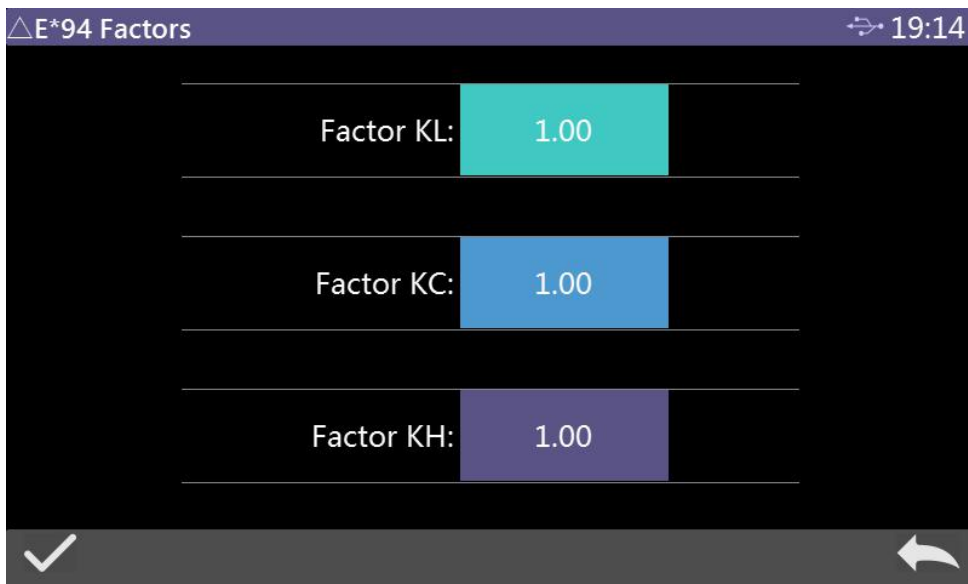 △E*94 Factors 19:14
Factor KL: 1.00
Factor KC: 1.00
Factor KH: 1.00